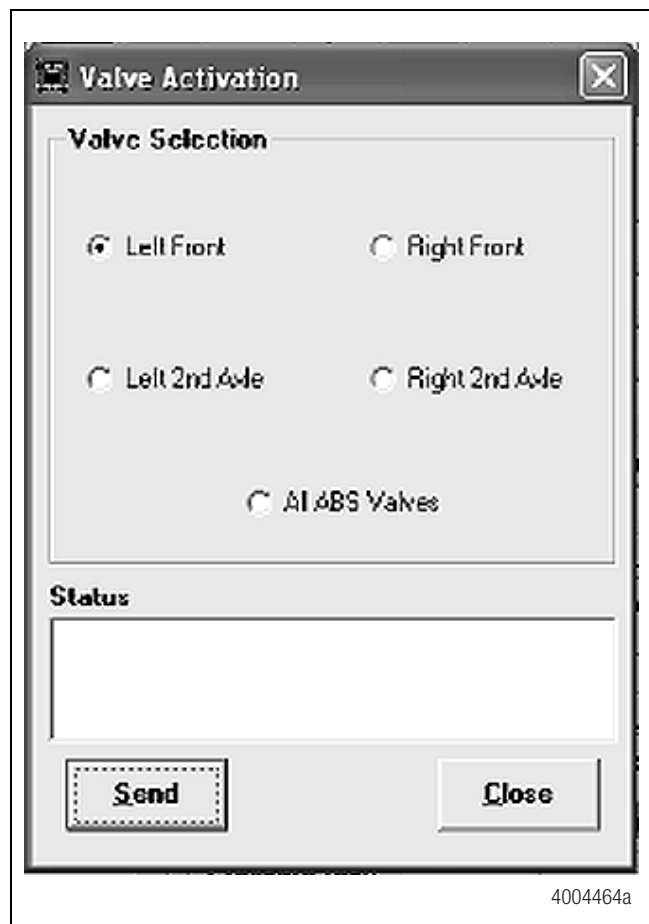 Valve Activation
Valve Selection
Left Front
Right Front
Left 2nd Axle
Right 2nd Axle
All ABS Valves
Status
Send
Close
4004464a